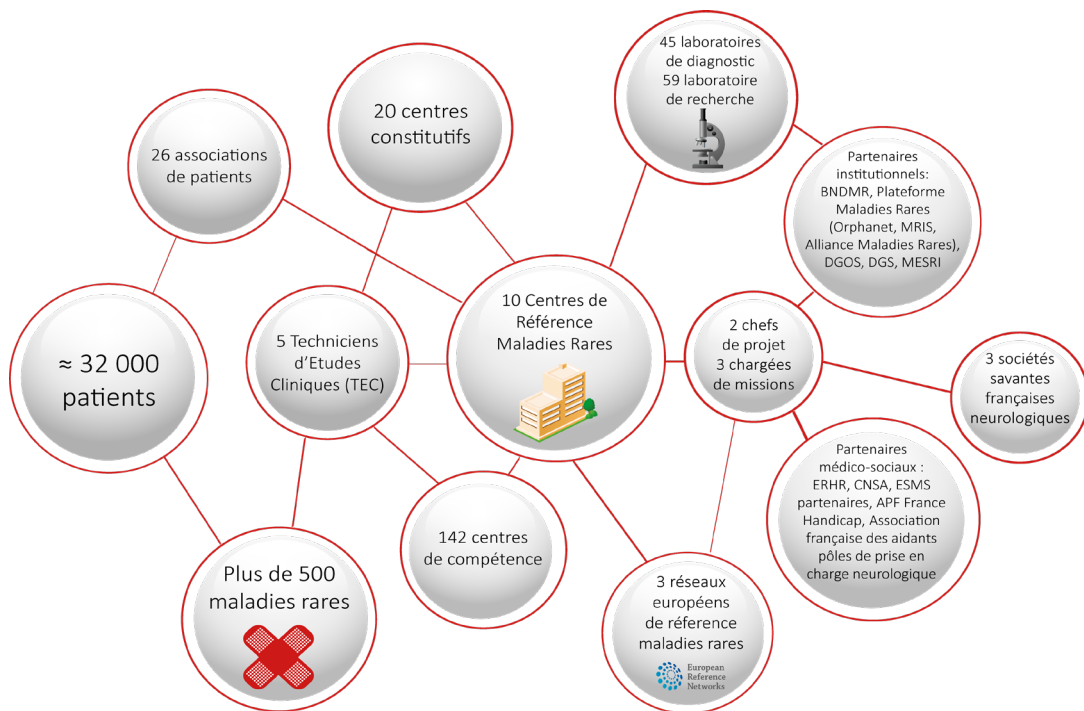 45 laboratoires
de diagnostic
59 laboratoire
de recherche
20 centres
constitutifs
26 associations
de patients
Partenaires
institutionnels:
BNDMR, Plateforme
Maladies Rares
(Orphanet, MRIS,
Alliance Maladies Rares),
DGOS, DGS, MESRI
10 Centres de
Référence
Maladies Rares
5 Techniciens
d'Etudes
Cliniques (TEC)
2 chefs
de projet
3 chargées
de missions
≈ 32 000
patients
3 sociétés
savantes
françaises
neurologiques
Partenaires
médico-sociaux :
ERHR, CNSA, ESMS
partenaires, APF France
Handicap, Association
française des aidants
pôles de prise en
charge neurologique
142 centres
de compétence
Plus de 500
maladies rares
3 réseaux
européens
de réference
maladies rares
European
Reference
Networks